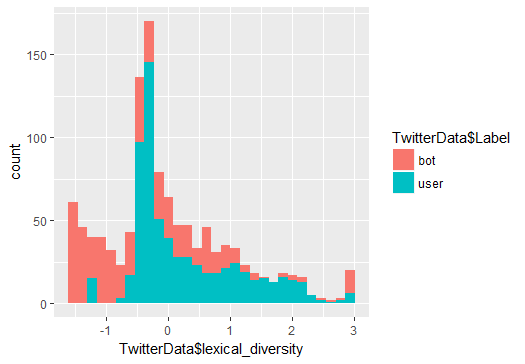 150
100
50
0
count
-1
0
1
2
3
TwitterData$lexical_diversity
TwitterData$Label
bot
user